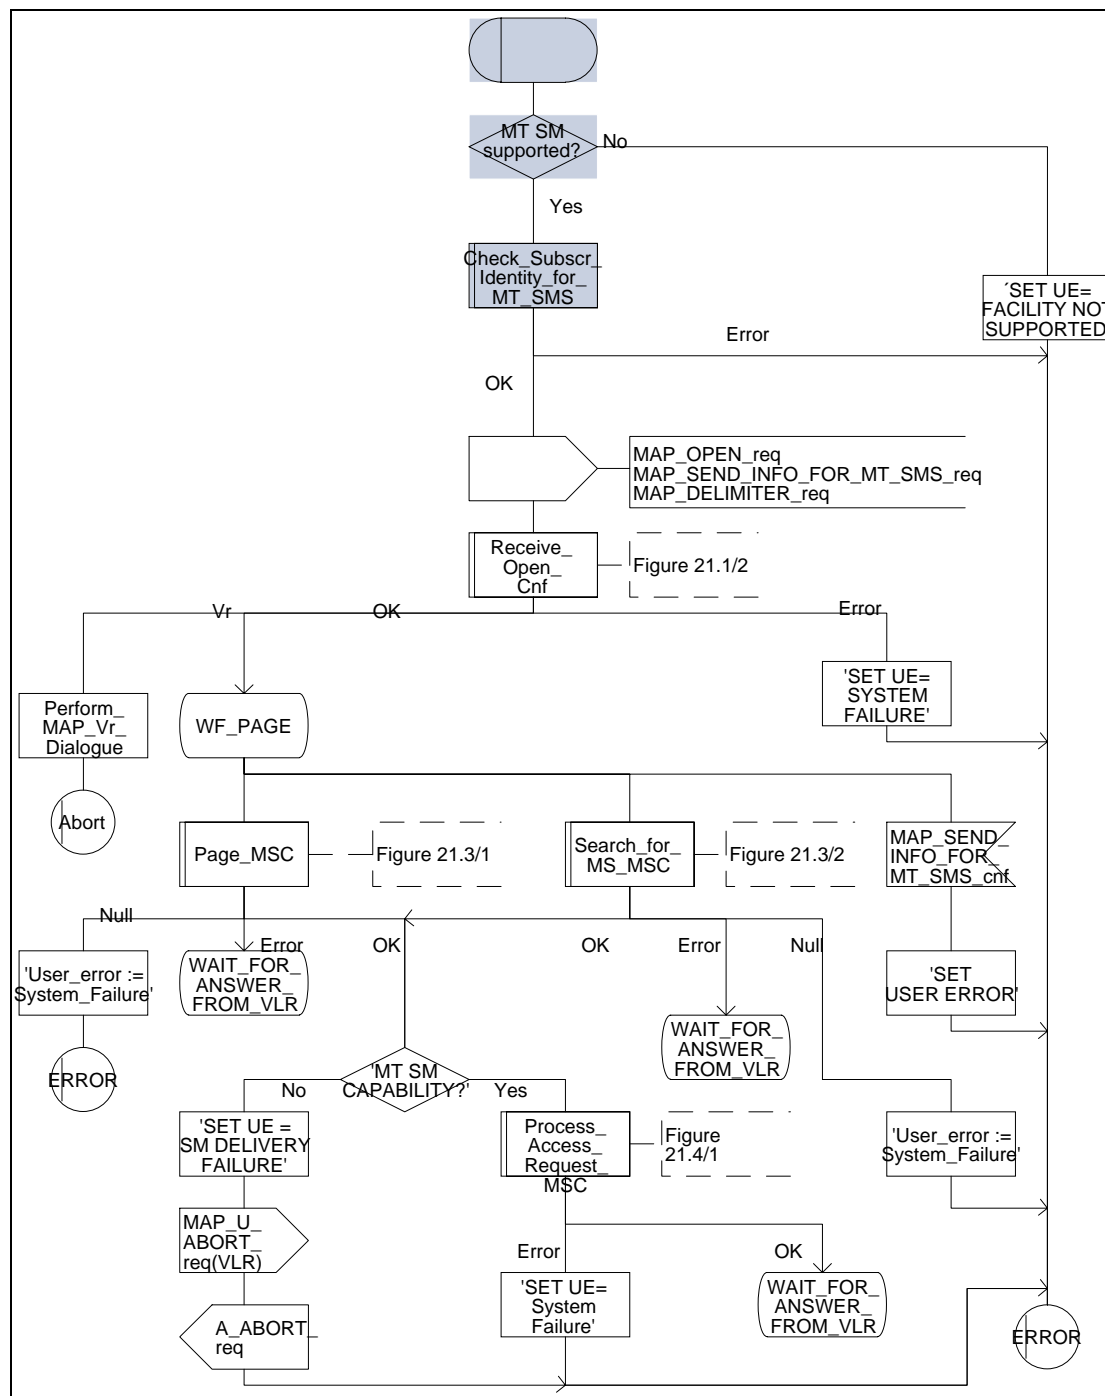 MT SM
supported?
No
Yes
Check_Subscr_
Identity_for_
MT_SMS
´SET UE=
FACILITY NOT
SUPPORTED
Error
OK
MAP_OPEN_req
MAP_SEND_INFO_FOR_MT_SMS_req
MAP_DELIMITER_req
Receive_
Open_
Cnf
Figure 21.1/2
Vr
OK
Error
'SET UE=
SYSTEM
FAILURE'
Perform_
MAP_Vr_
Dialogue
WF_PAGE
Abort
Page_MSC
Figure 21.3/1
Search_for_
MS_MSC
Figure 21.3/2
MAP_SEND_
INFO_FOR_
MT_SMS_cnf
Null
Error
OK
OK
Error
Null
'User_error :=
System_Failure'
WAIT_FOR_
ANSWER_
FROM_VLR
'SET
USER ERROR'
WAIT_FOR_
ANSWER_
FROM_VLR
ERROR
'MT SM
CAPABILITY?'
No
Yes
'SET UE =
SM DELIVERY
FAILURE'
Process_
Access_
Request_
MSC
Figure
21.4/1
'User_error :=
System_Failure'
MAP_U_
ABORT_
req(VLR)
Error
OK
'SET UE=
System
Failure'
WAIT_FOR_
ANSWER_
FROM_VLR
A_ABORT_
req
ERROR